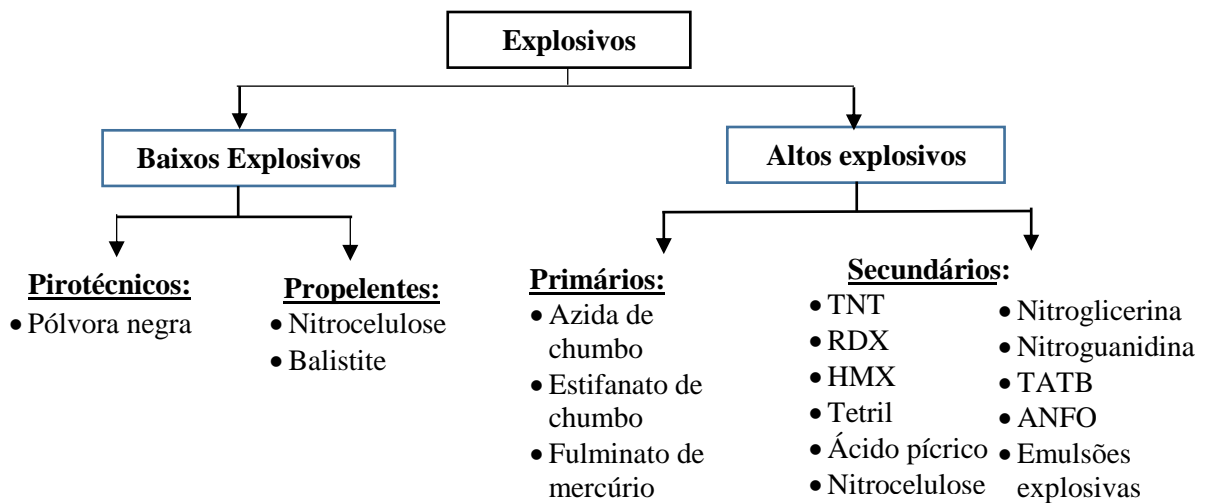 Explosivos
Baixos Explosivos
Altos explosivos
Pirotécnicos:
• Pólvora negra
Propelentes:
• Nitrocelulose
• Balistite
Primários:
• Azida de
chumbo
• Estifanato de
chumbo
• Fulminato de
mercúrio
Secundários:
• TNT
• RDX
• HMX
• Tetril
• Ácido pícrico
• Nitrocelulose
• Nitroglicerina
• Nitroguanidina
• TATB
• ANFO
• Emulsões
explosivas